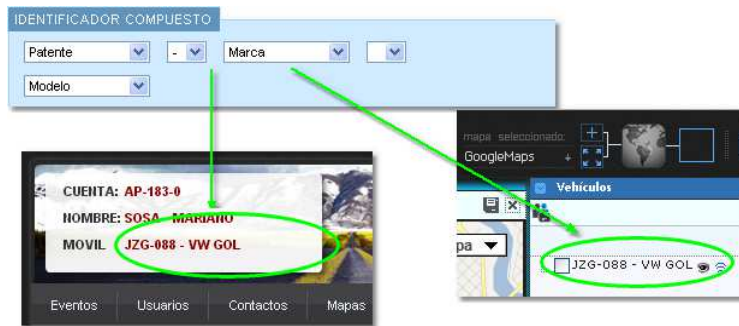 IDENTIFICADOR COMPUESTO
Patente - Marca
Modelo
CUENTA: AP-183-0
NOMBRE: SOSA - MARIANO
MOVIL JZG-088 - VW GOL
Eventos Usuarios Contactos Mapas
mapa seleccionado:
GoogleMaps
Vehículos
pa
JZG-088 - VW GOL